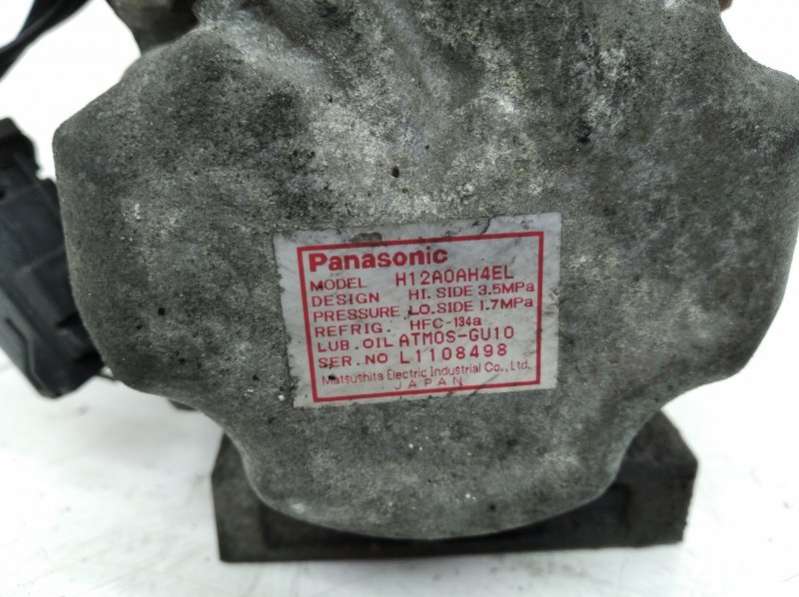 Panasonic
MODEL H12A0AH4EL
DESIGN HI. SIDE 3.5MPa
PRESSURE LO. SIDE 1.7MPa
REFRIG. HFC-134a
LUB. OIL ATMOS-GU10
SER. NO L1108498
Matsushita Electric Industrial Co., Ltd.
JAPAN